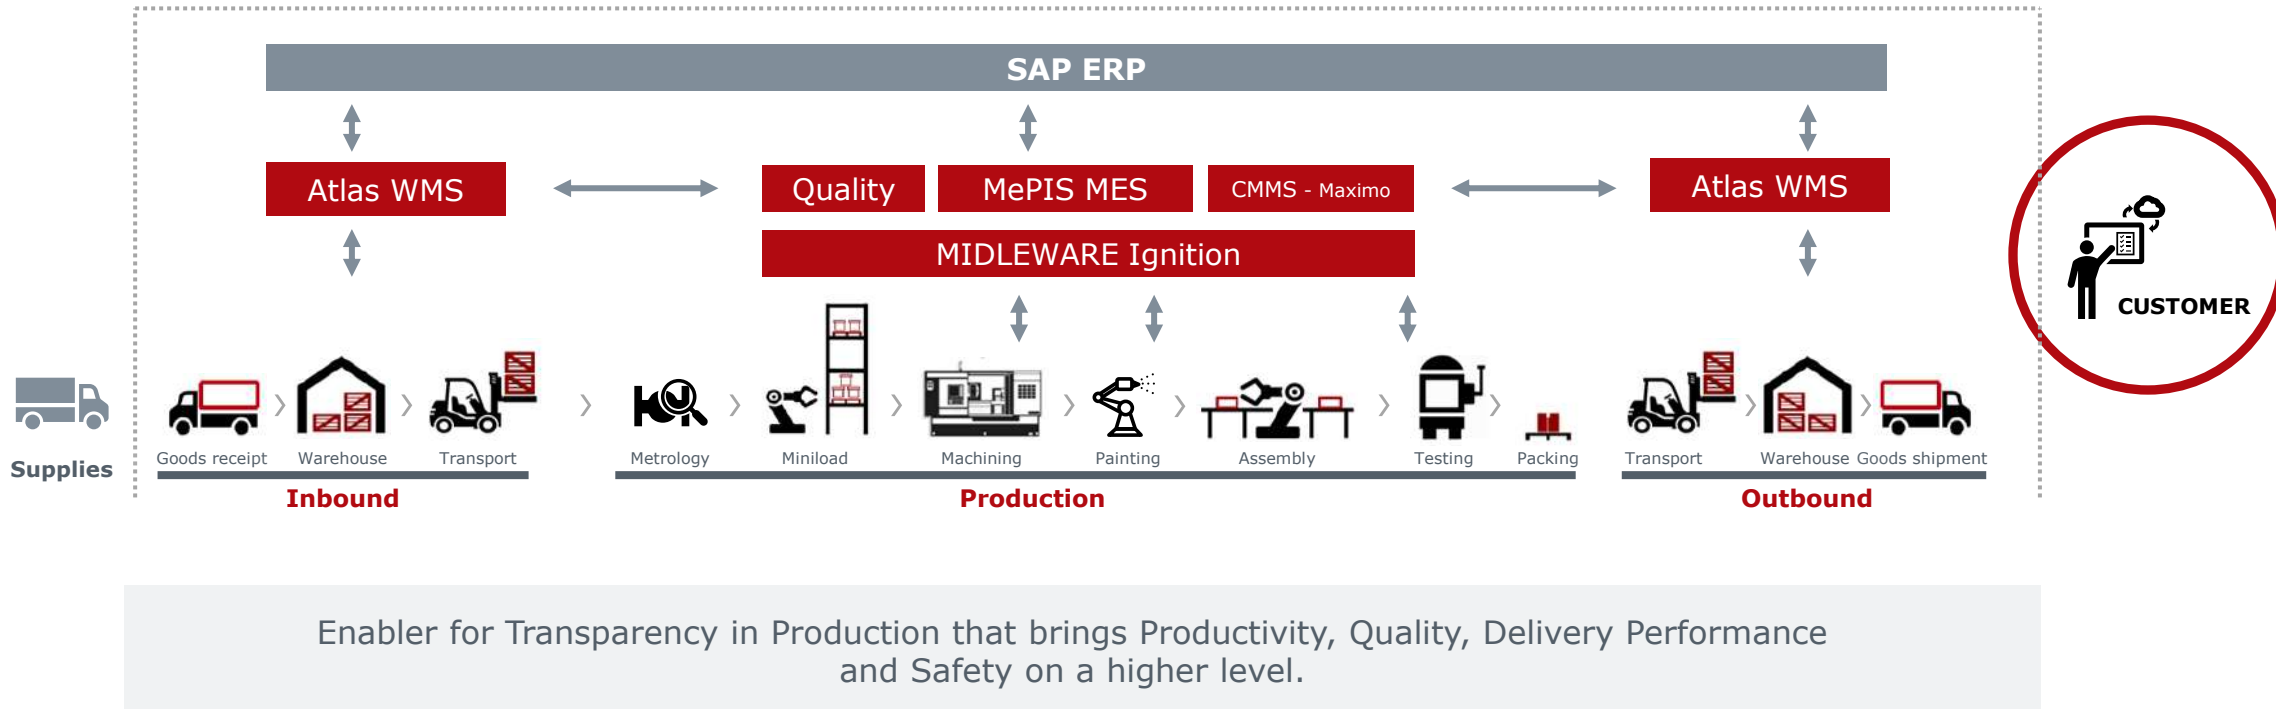 SAP ERP
Atlas WMS
Quality
MePIS MES
CMMS - Maximo
Atlas WMS
MIDLEWARE Ignition
CUSTOMER
Supplies
Goods receipt
Warehouse
Transport
Metrology
Miniload
Machining
Painting
Assembly
Testing
Packing
Transport
Warehouse
Goods shipment
Inbound
Production
Outbound
Enabler for Transparency in Production that brings Productivity, Quality, Delivery Performance
and Safety on a higher level.